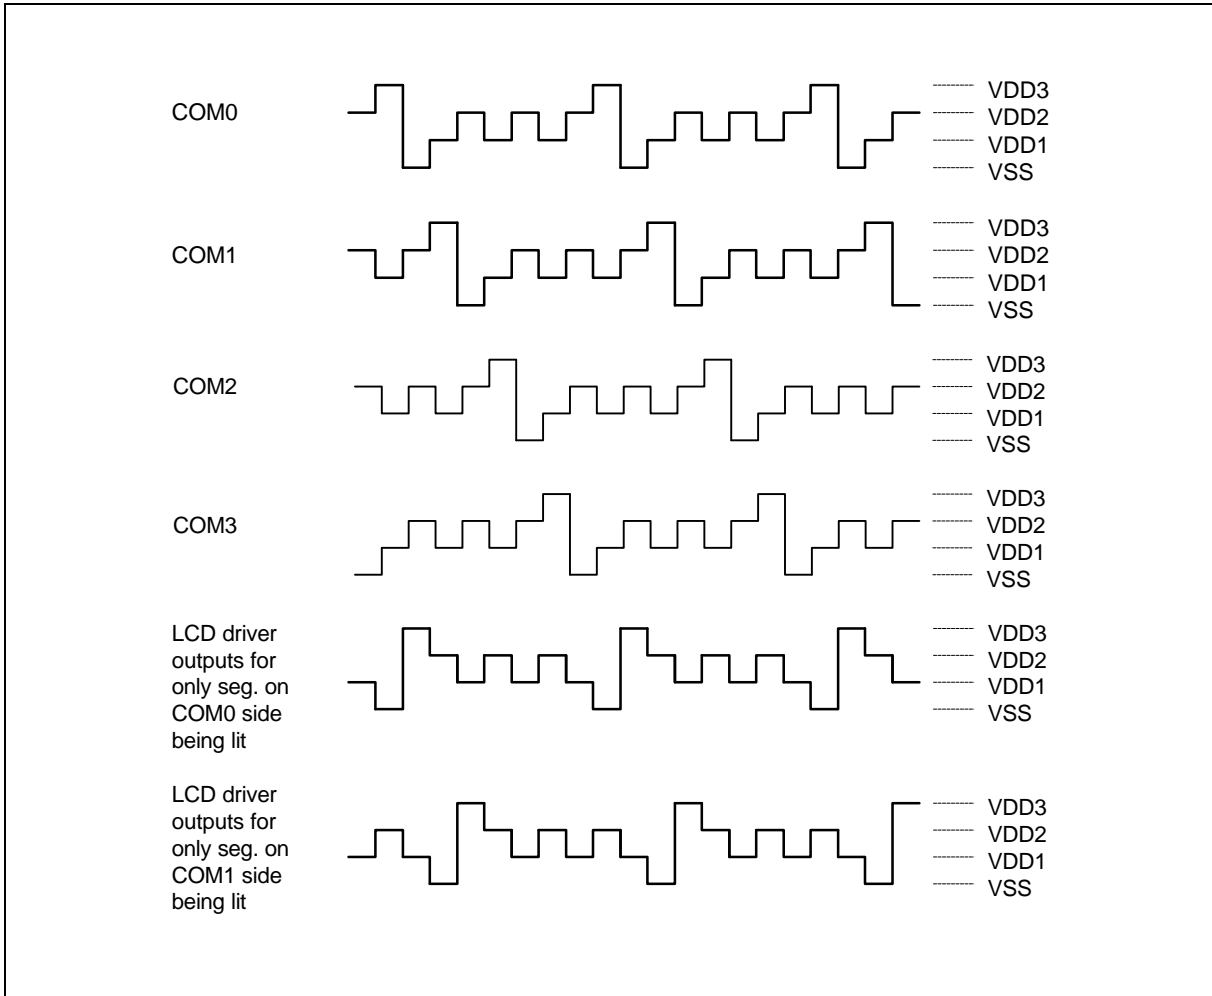 COM0
VDD3
VDD2
VDD1
VSS
COM1
VDD3
VDD2
VDD1
VSS
COM2
VDD3
VDD2
VDD1
VSS
COM3
VDD3
VDD2
VDD1
VSS
LCD driver
outputs for
only seg. on
COM0 side
being lit
VDD3
VDD2
VDD1
VSS
LCD driver
outputs for
only seg. on
COM1 side
being lit
VDD3
VDD2
VDD1
VSS